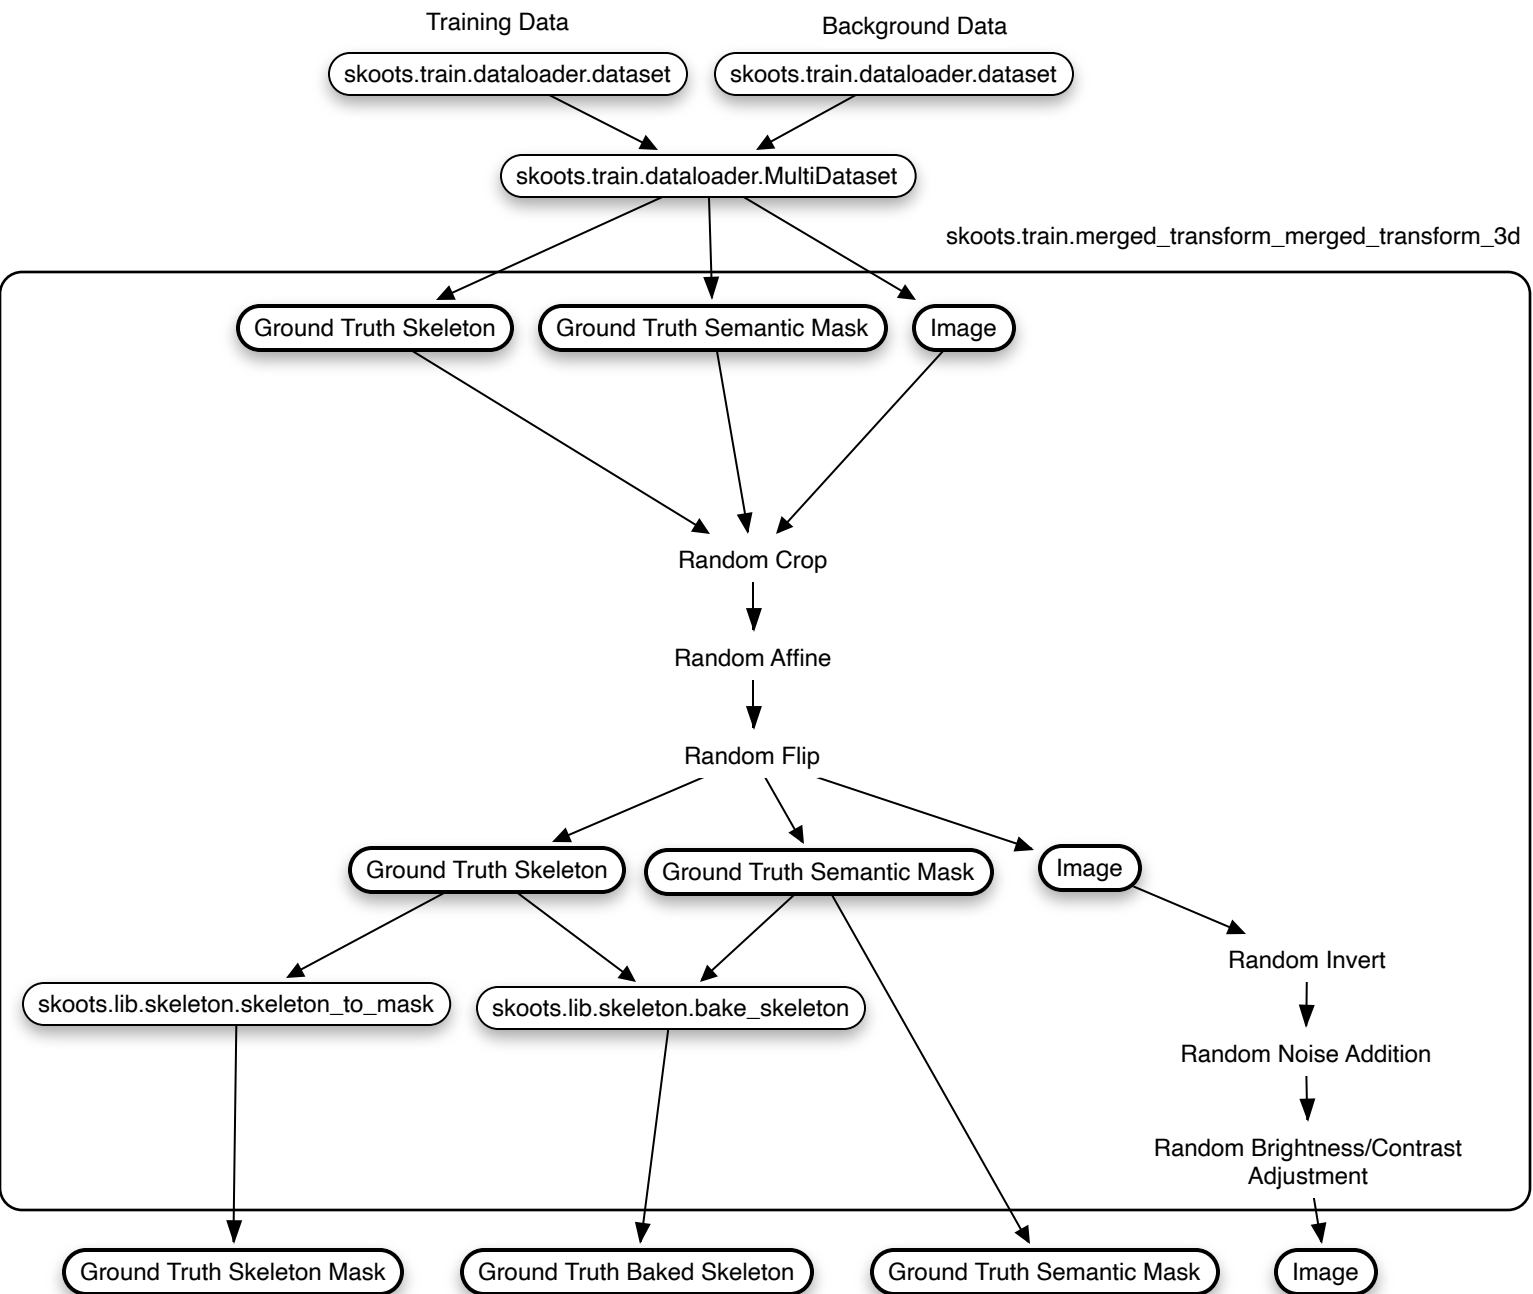 Training Data
Background Data
skoots.train.dataloader.dataset
skoots.train.dataloader.dataset
skoots.train.dataloader.MultiDataset
skoots.train.merged_transform_merged_transform_3d
Ground Truth Skeleton
Ground Truth Semantic Mask
Image
Random Crop
Random Affine
Random Flip
Ground Truth Skeleton
Ground Truth Semantic Mask
Image
Random Invert
skoots.lib.skeleton.skeleton_to_mask
skoots.lib.skeleton.bake_skeleton
Random Noise Addition
Random Brightness/Contrast
Adjustment
Ground Truth Skeleton Mask
Ground Truth Baked Skeleton
Ground Truth Semantic Mask
Image